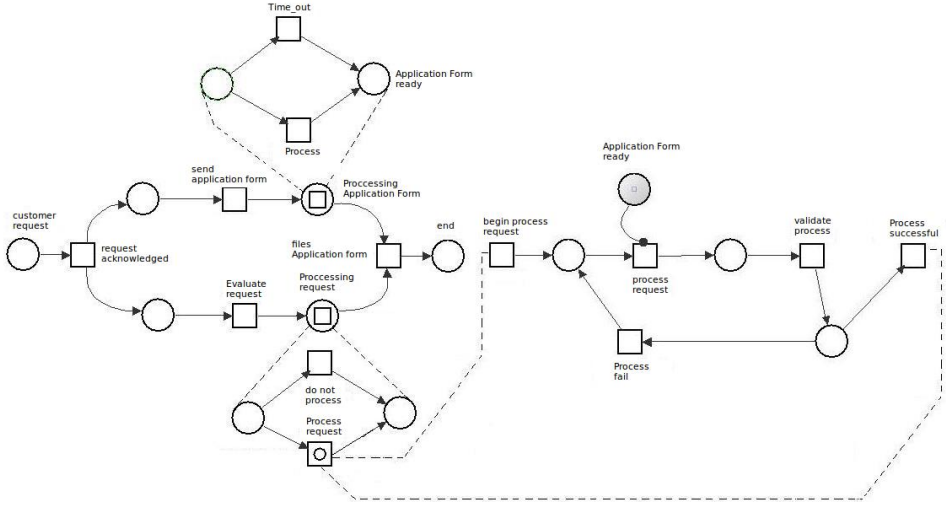 Time_out
Application Form
ready
Process
send
application form
Proccessing
Application Form
customer
request
request
acknowledged
files
Application form
end
Evaluate
request
Proccessing
request
do not
process
Process
request
Application Form
ready
begin process
request
process
request
validate
process
Process
successful
Process
fail